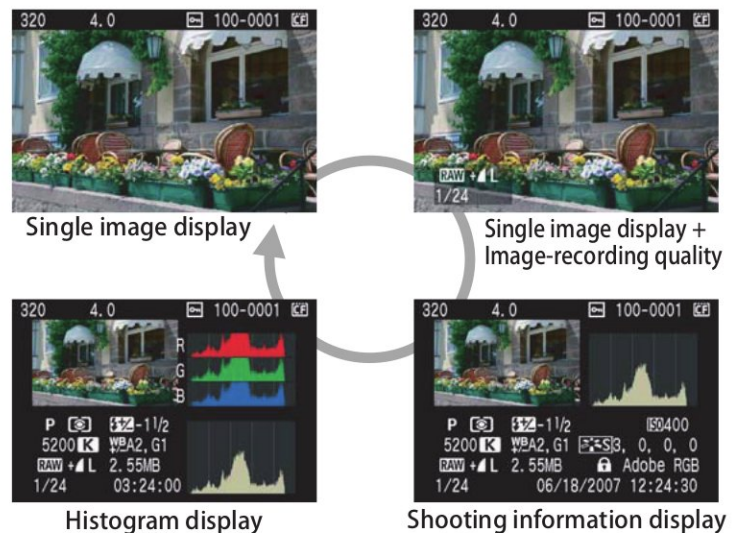 320 4.0 100-0001 CF
Single image display
320 4.0 100-0001 CF
RAW + L
1/24
Single image display +
Image-recording quality
320 4.0 100-0001 CF
R
G
B
P -1 1/2
5200 K WB A2, G1
RAW + L 2.55MB
1/24 03:24:00
Histogram display
320 4.0 100-0001 CF
P -1 1/2 ISO400
5200 K WB A2, G1 S 3, 0, 0, 0
RAW + L 2.55MB Adobe RGB
1/24 06/18/2007 12:24:30
Shooting information display